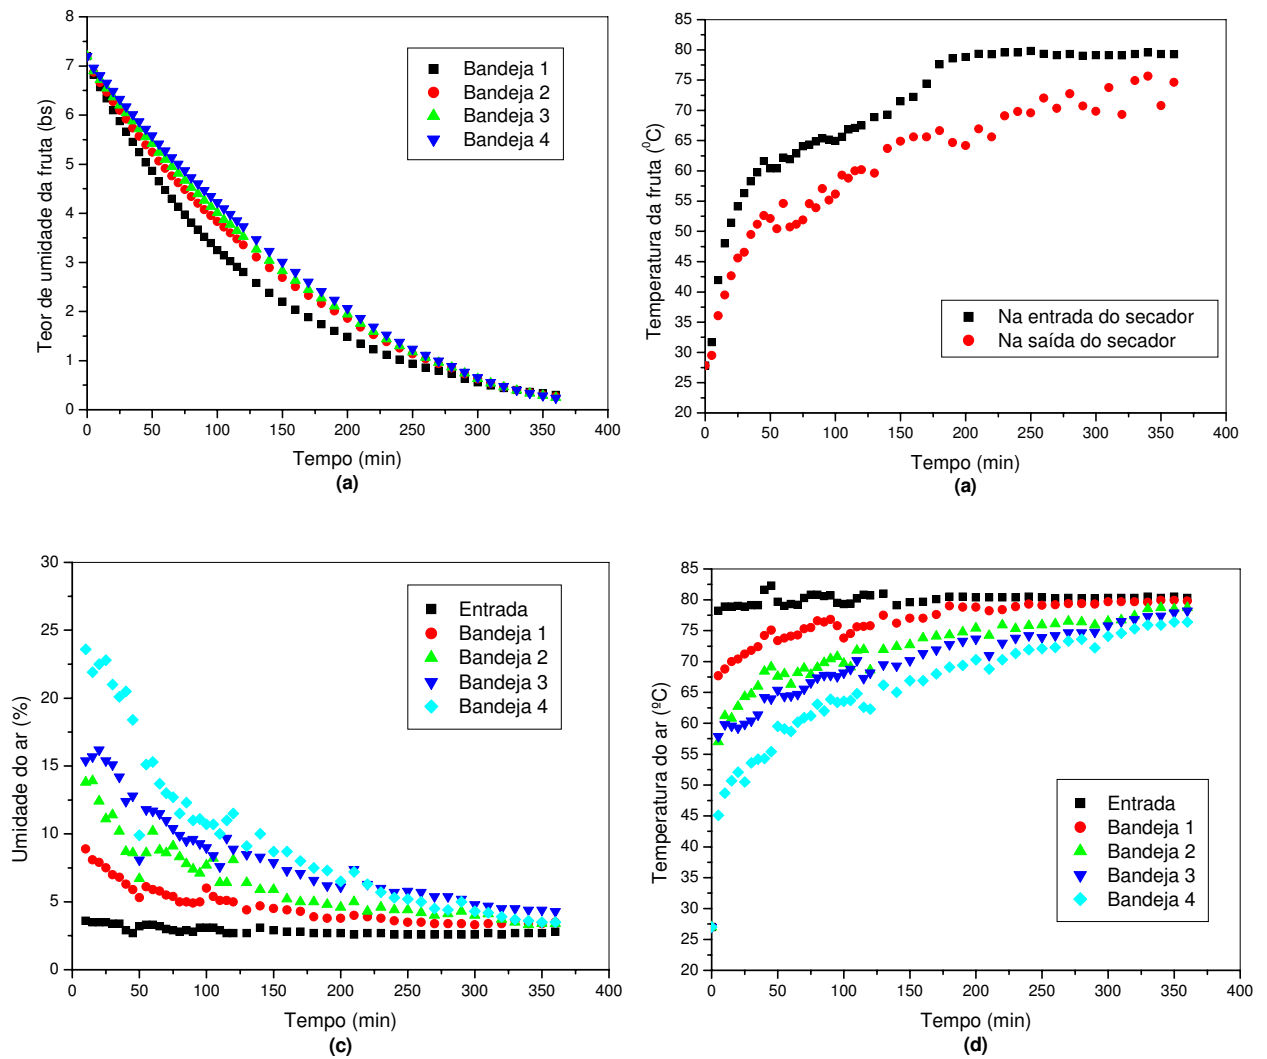 8
7
6
5
4
3
2
1
0
Teor de umidade da fruta (bs)
Bandeja 1
Bandeja 2
Bandeja 3
Bandeja 4
0 50 100 150 200 250 300 350 400
Tempo (min)
(a)
85
80
75
70
65
60
55
50
45
40
35
30
25
20
Temperatura da fruta (⁰C)
Na entrada do secador
Na saída do secador
0 50 100 150 200 250 300 350 400
Tempo (min)
(a)
30
25
20
15
10
5
0
Umidade do ar (%)
Entrada
Bandeja 1
Bandeja 2
Bandeja 3
Bandeja 4
0 50 100 150 200 250 300 350 400
Tempo (min)
(c)
85
80
75
70
65
60
55
50
45
40
35
30
25
20
Temperatura do ar (ºC)
Entrada
Bandeja 1
Bandeja 2
Bandeja 3
Bandeja 4
0 50 100 150 200 250 300 350 400
Tempo (min)
(d)